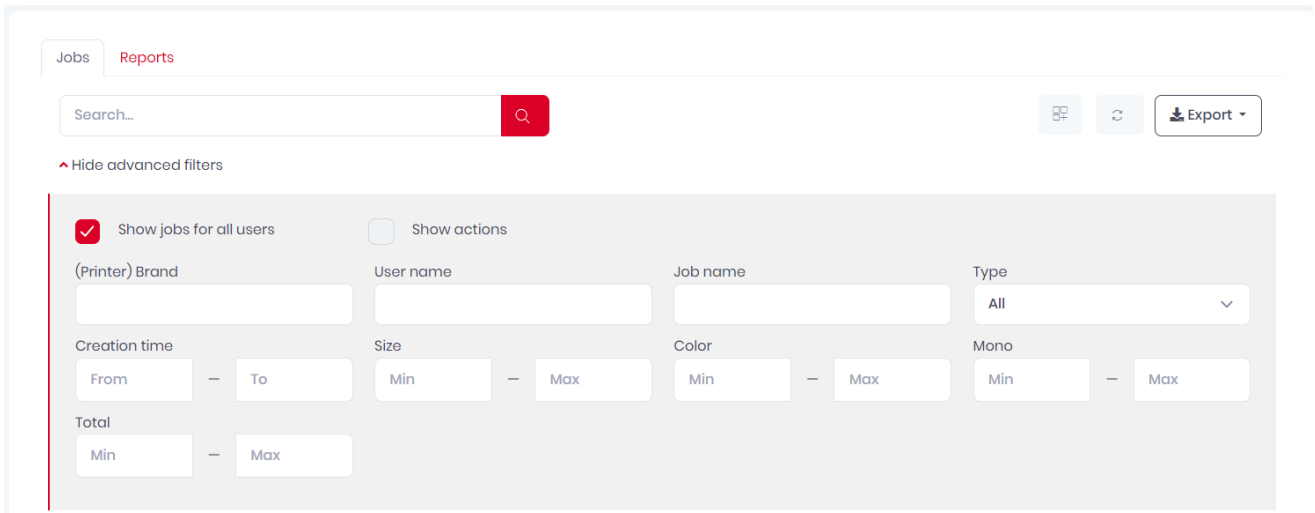 Jobs Reports
Search... Export
Hide advanced filters
Show jobs for all users Show actions
(Printer) Brand User name Job name Type
All
Creation time Size Color Mono
From — To Min — Max Min — Max Min — Max
Total
Min — Max